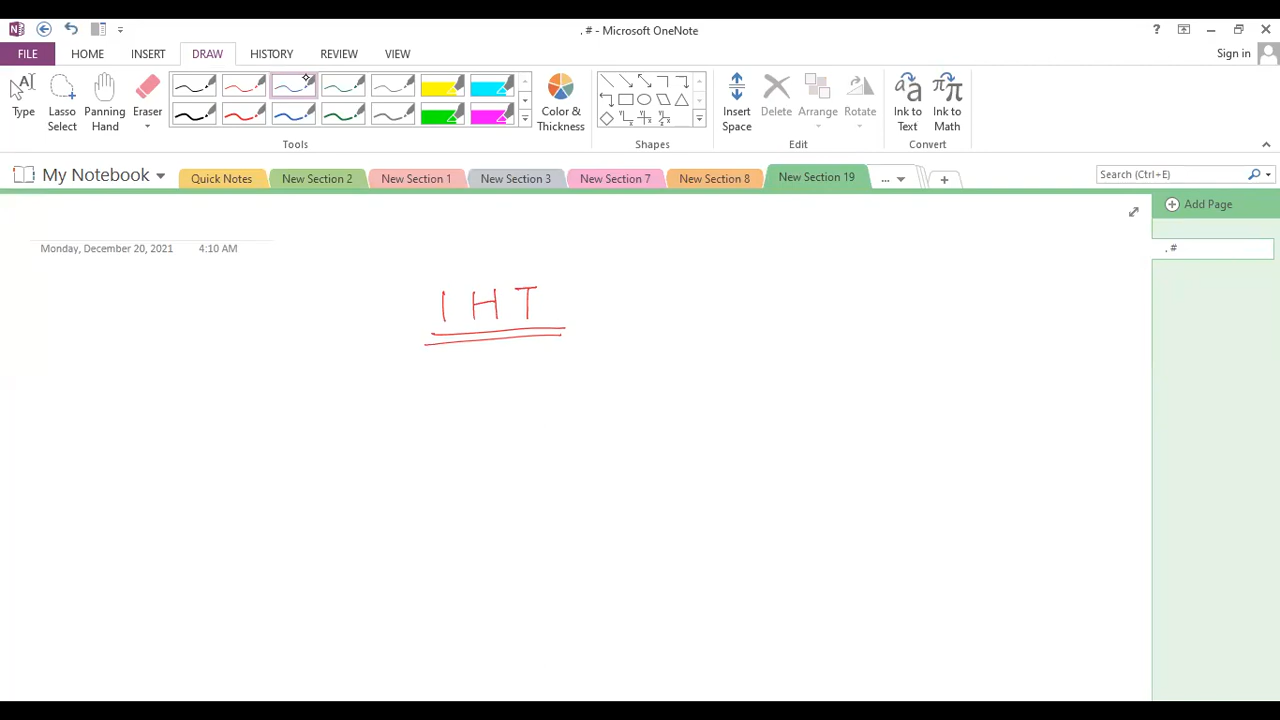 . # - Microsoft OneNote
?
Sign in
FILE HOME INSERT DRAW HISTORY REVIEW VIEW
Type
Lasso Select
Panning Hand
Eraser
Color & Thickness
Insert Space
Delete
Arrange
Rotate
Ink to Text
Ink to Math
Tools Shapes Edit Convert
My Notebook Quick Notes New Section 2 New Section 1 New Section 3 New Section 7 New Section 8 New Section 19 ... Search (Ctrl+E)
Add Page
. #
Monday, December 20, 2021 4:10 AM
I H T